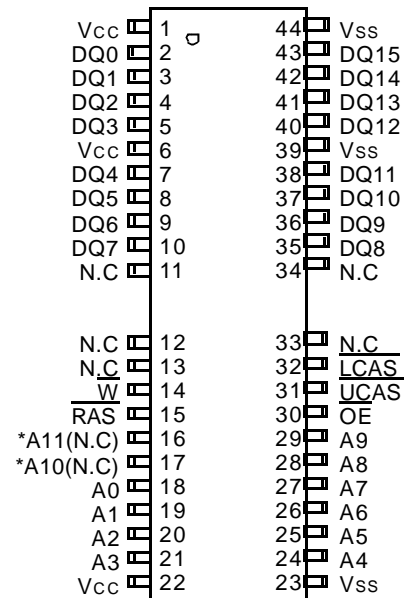 Vcc 1 44 Vss
DQ0 2 43 DQ15
DQ1 3 42 DQ14
DQ2 4 41 DQ13
DQ3 5 40 DQ12
Vcc 6 39 Vss
DQ4 7 38 DQ11
DQ5 8 37 DQ10
DQ6 9 36 DQ9
DQ7 10 35 DQ8
N.C 11 34 N.C
N.C 12 33 N.C
N.C 13 32 LCAS
W 14 31 UCAS
RAS 15 30 OE
*A11(N.C) 16 29 A9
*A10(N.C) 17 28 A8
A0 18 27 A7
A1 19 26 A6
A2 20 25 A5
A3 21 24 A4
Vcc 22 23 Vss